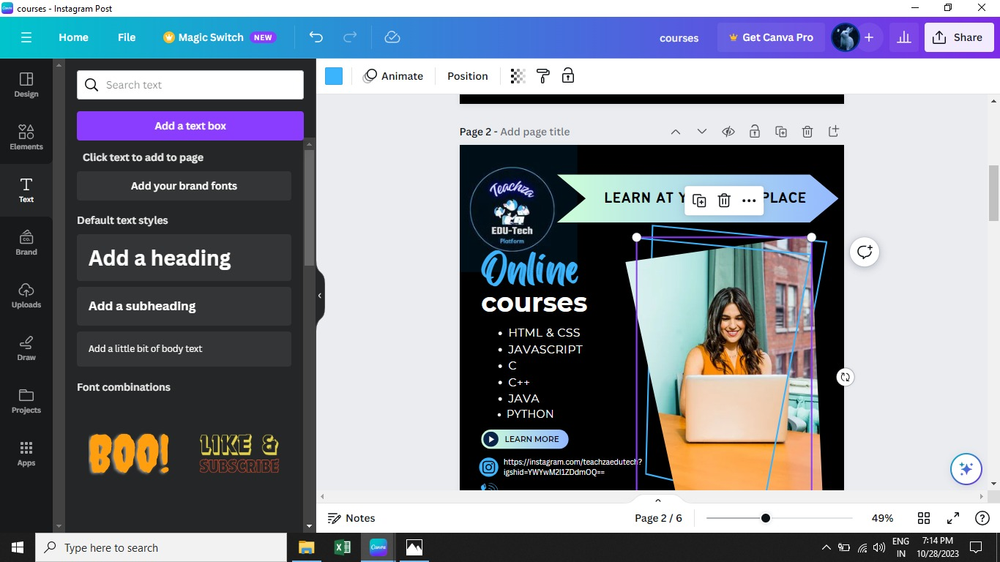 courses - Instagram Post
Home File Magic Switch NEW courses Get Canva Pro Share
Design
Elements
Text
Brand
CO.
Uploads
Draw
Projects
Apps
Search text
Add a text box
Click text to add to page
Add your brand fonts
Default text styles
Add a heading
Add a subheading
Add a little bit of body text
Font combinations
BOO!
LIKE &
SUBSCRIBE
Animate Position
Page 2 - Add page title
Teachza
EDU-Tech
Platform
LEARN AT PLACE
Online
courses
• HTML & CSS
• JAVASCRIPT
• C
• C++
• JAVA
• PYTHON
LEARN MORE
https://instagram.com/teachzaedutech?
igshid=YWYwM2I1ZDdmOQ==
Notes Page 2 / 6 49%
Type here to search
Canva
ENG
IN
7:14 PM
10/28/2023